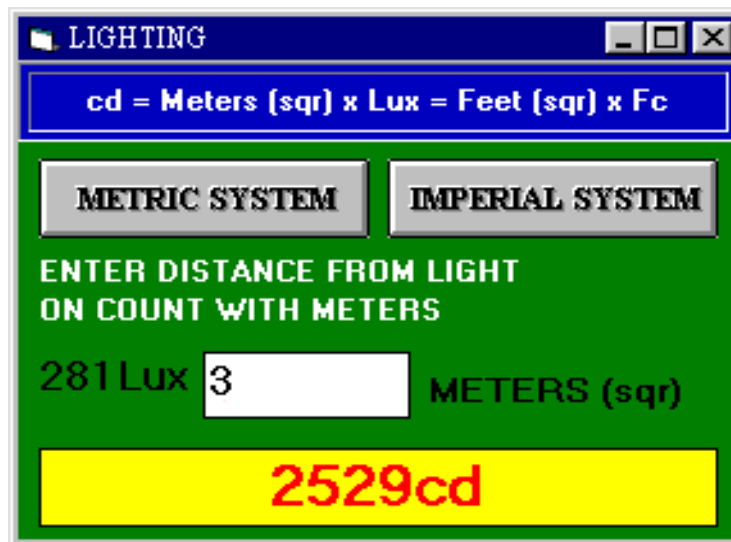 LIGHTING
cd = Meters (sqr) x Lux = Feet (sqr) x Fc
METRIC SYSTEM IMPERIAL SYSTEM
ENTER DISTANCE FROM LIGHT
ON COUNT WITH METERS
281Lux 3 METERS (sqr)
2529cd